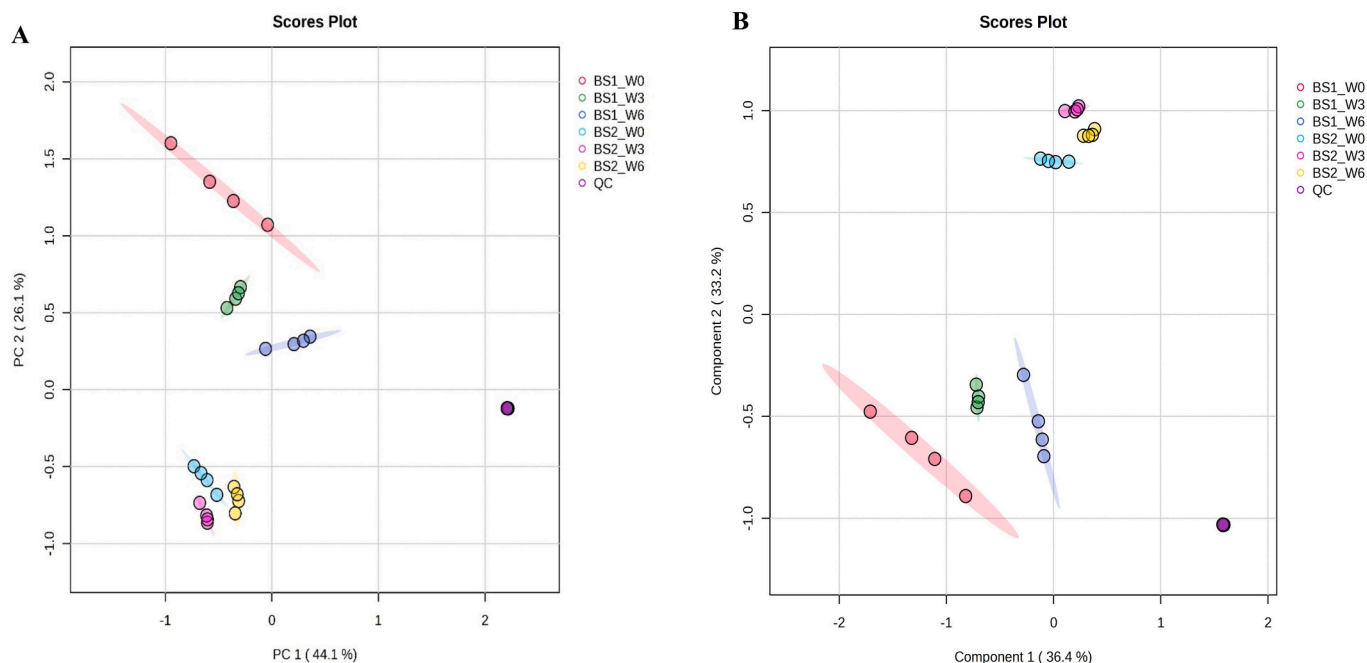 A
Scores Plot
PC 2 ( 26.1 %)
2.0
1.5
1.0
0.5
0.0
-0.5
-1.0
-1
0
1
2
PC 1 ( 44.1 %)
BS1_W0
BS1_W3
BS1_W6
BS2_W0
BS2_W3
BS2_W6
QC
B
Scores Plot
Component 2 ( 33.2 %)
1.0
0.5
0.0
-0.5
-1.0
-2
-1
0
1
2
Component 1 ( 36.4 %)
BS1_W0
BS1_W3
BS1_W6
BS2_W0
BS2_W3
BS2_W6
QC